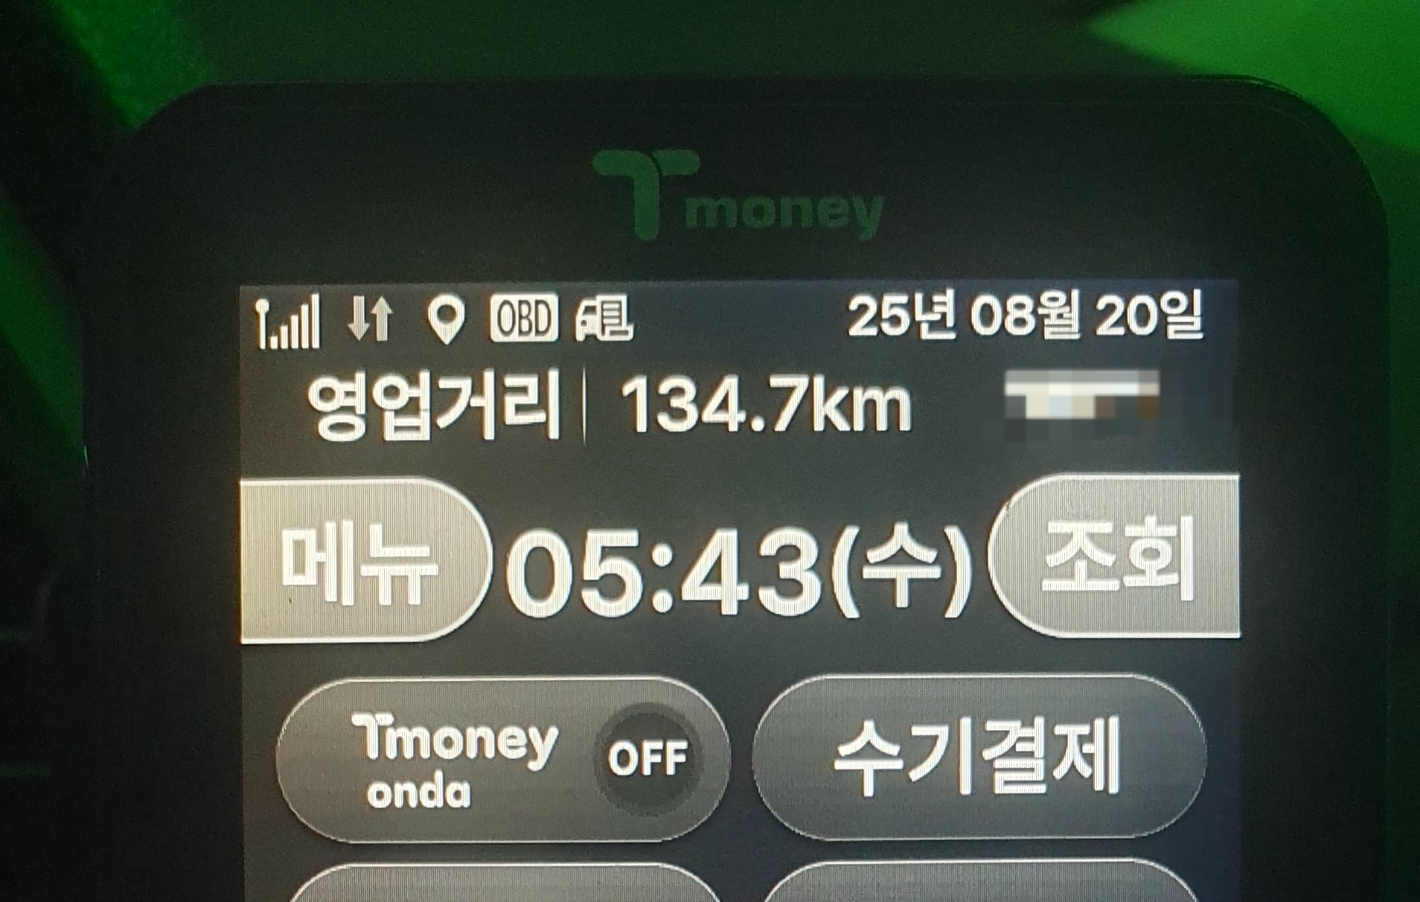 Tmoney
OBD 25년 08월 20일
영업거리 134.7km
메뉴 05:43(수) 조회
Tmoney onda OFF 수기결제